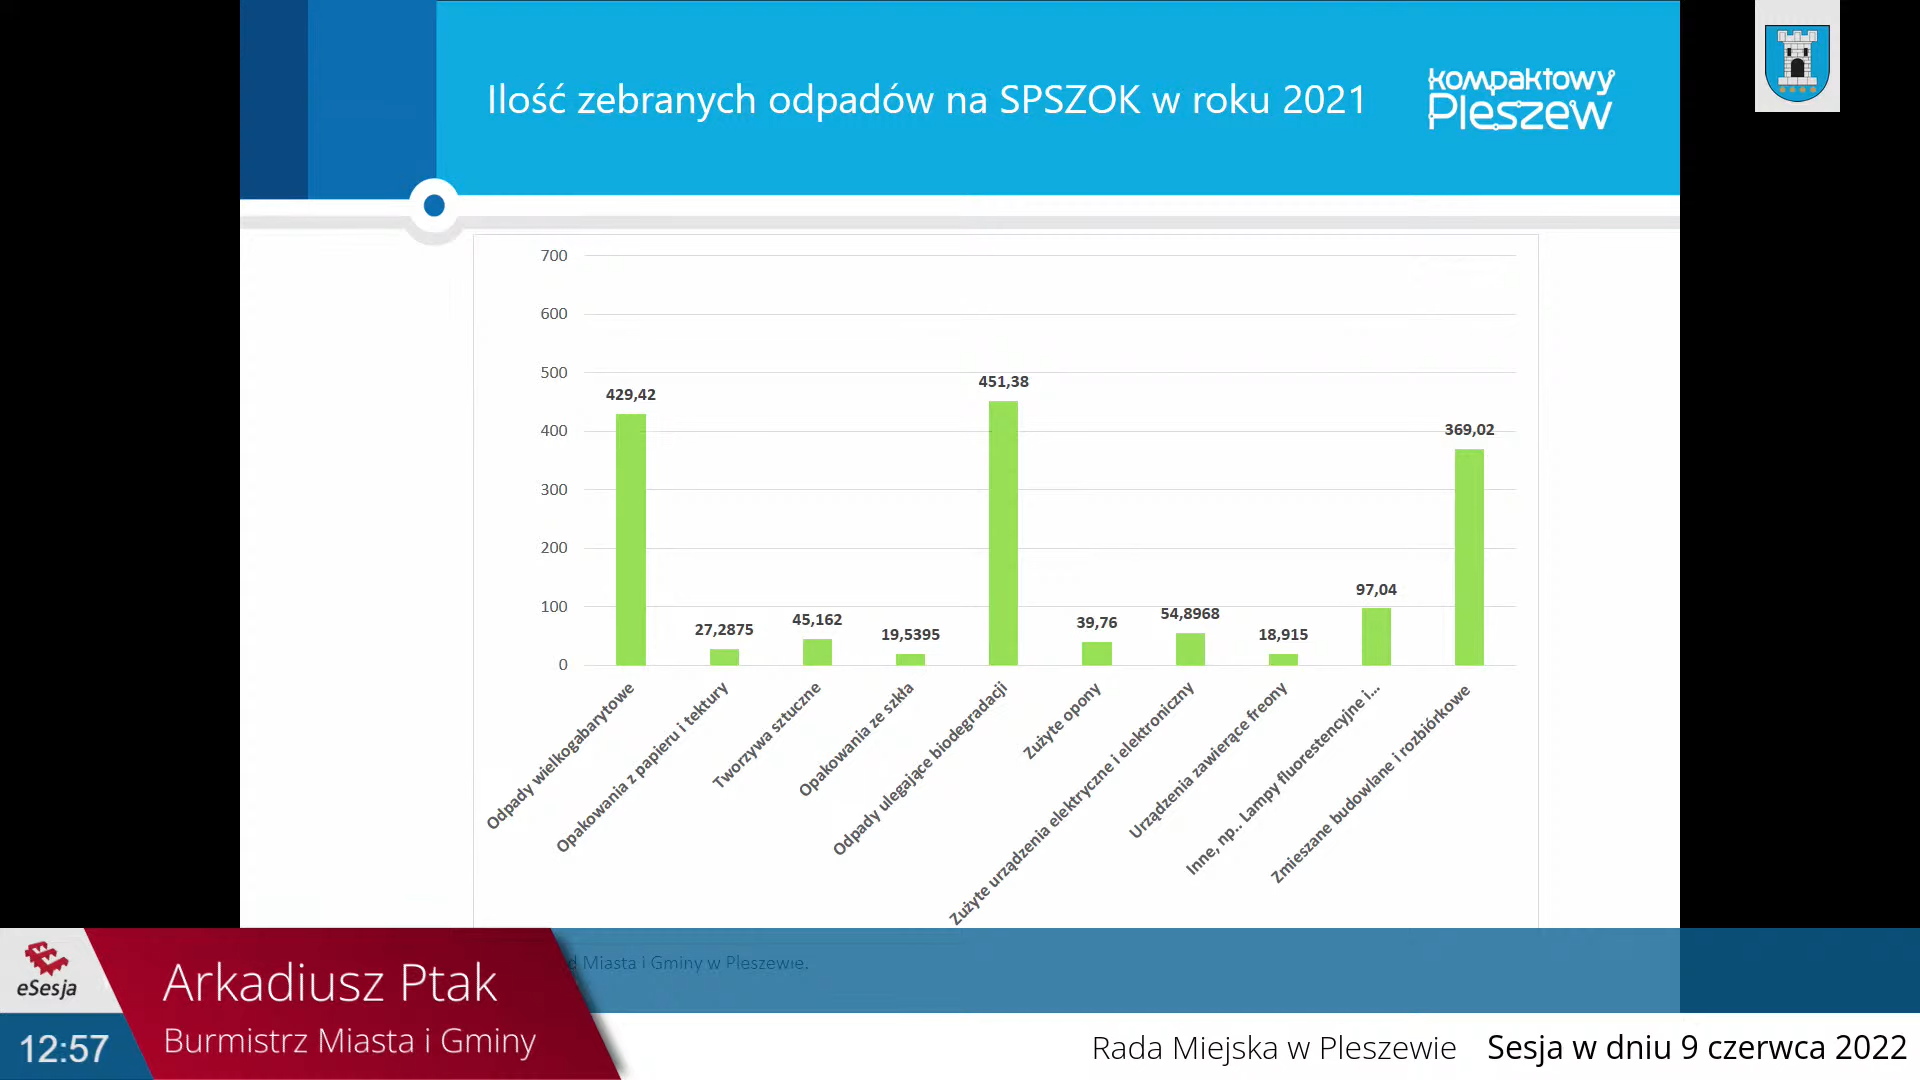 Ilość zebranych odpadów na SPSZOK w roku 2021
kompaktowy
Pleszew
700
600
500
400
300
200
100
0
429,42
27,2875
45,162
19,5395
451,38
39,76
54,8968
18,915
97,04
369,02
Odpady wielkogabarytowe
Opakowania z papieru i tektury
Tworzywa sztuczne
Opakowania ze szkła
Odpady ulegające biodegradacji
Zużyte opony
Zużyte urządzenia elektryczne i elektroniczny
Urządzenia zawierące freony
Inne, np.. Lampy fluorestencyjne i...
Zmieszane budowlane i rozbiórkowe
d Miasta i Gminy w Pleszewie.
eSesja
Arkadiusz Ptak
Burmistrz Miasta i Gminy
12:57
Rada Miejska w Pleszewie Sesja w dniu 9 czerwca 2022